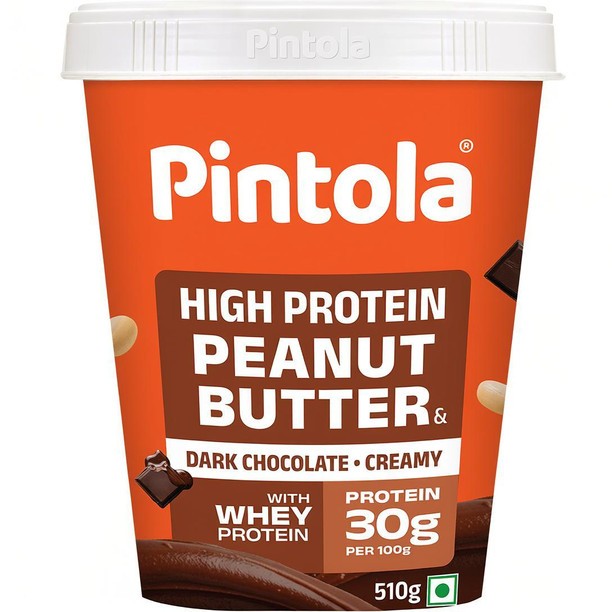 Pintola
Pintola®
HIGH PROTEIN
PEANUT
BUTTER &
DARK CHOCOLATE • CREAMY
WITH
WHEY
PROTEIN
PROTEIN
30g
PER 100g
510g